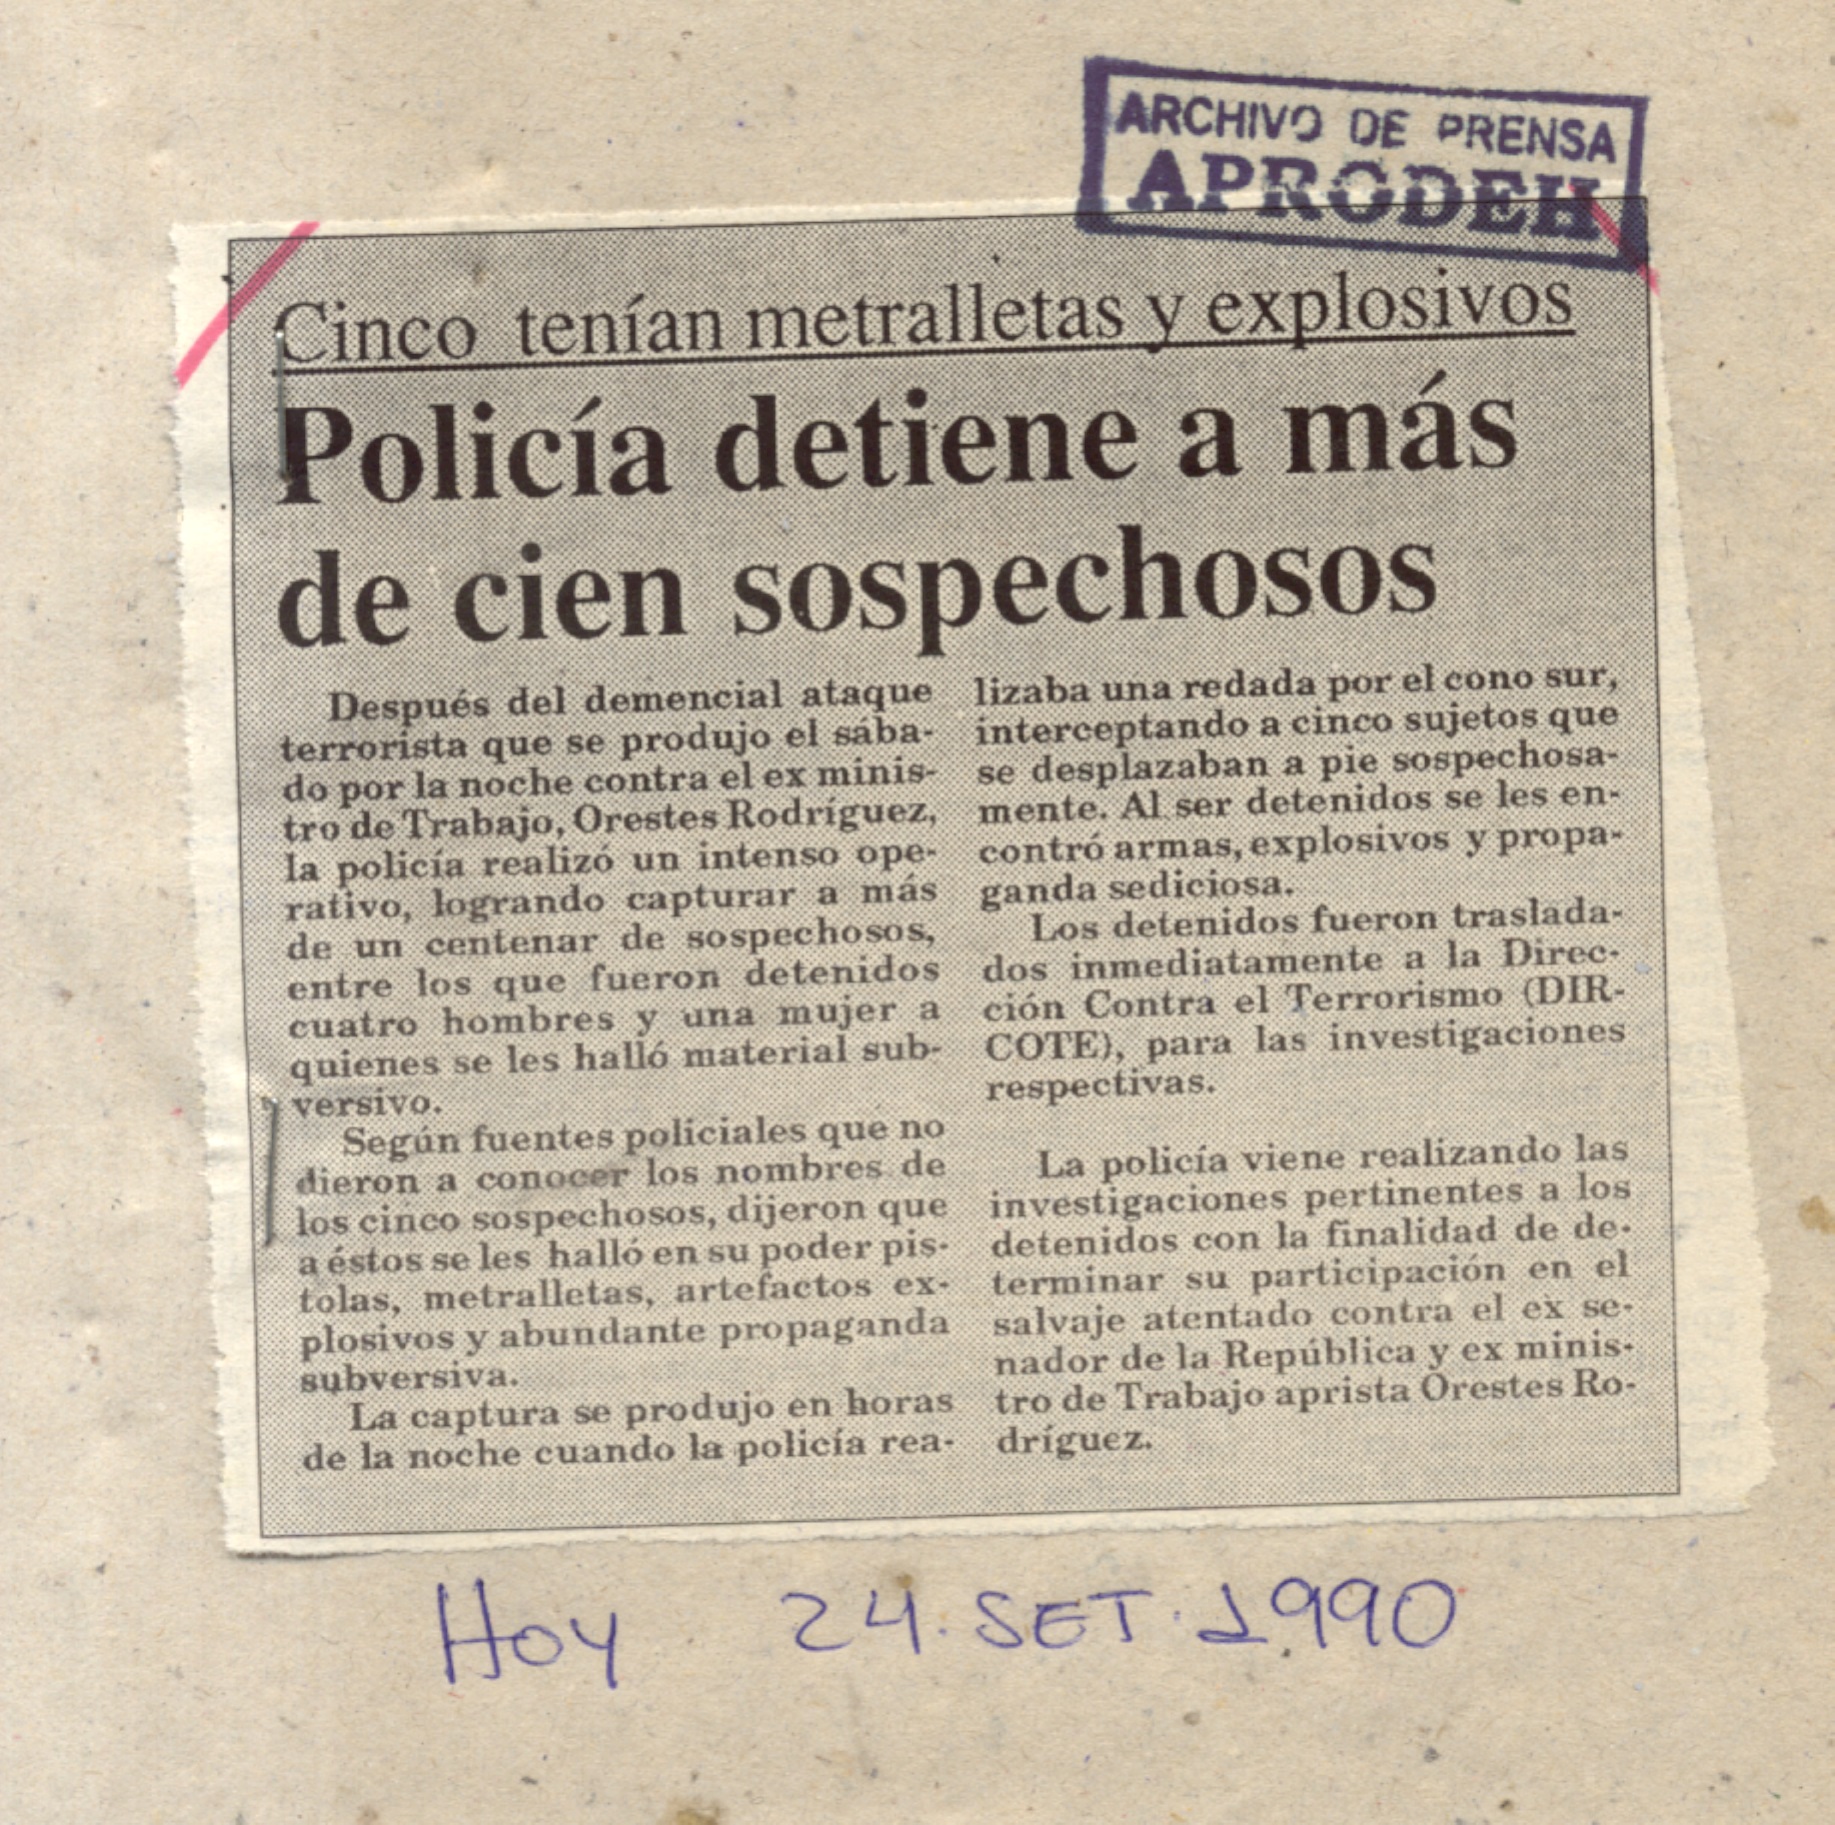 ARCHIVO DE PRENSA
APRODEH
Cinco tenían metralletas y explosivos
Policía detiene a más
de cien sospechosos
Después del demencial ataque
terrorista que se produjo el sába-
do por la noche contra el ex minis-
tro de Trabajo, Orestes Rodríguez,
la policía realizó un intenso ope-
rativo, logrando capturar a más
de un centenar de sospechosos,
entre los que fueron detenidos
cuatro hombres y una mujer a
quienes se les halló material sub-
versivo.
Según fuentes policiales que no
dieron a conocer los nombres de
los cinco sospechosos, dijeron que
a éstos se les halló en su poder pis-
tolas, metralletas, artefactos ex-
plosivos y abundante propaganda
subversiva.
La captura se produjo en horas
de la noche cuando la policía rea-
lizaba una redada por el cono sur,
interceptando a cinco sujetos que
se desplazaban a pie sospechosa-
mente. Al ser detenidos se les en-
contró armas, explosivos y propa-
ganda sediciosa.
Los detenidos fueron traslada-
dos inmediatamente a la Direc-
ción Contra el Terrorismo (DIR-
COTE), para las investigaciones
respectivas.
La policía viene realizando las
investigaciones pertinentes a los
detenidos con la finalidad de de-
terminar su participación en el
salvaje atentado contra el ex se-
nador de la República y ex minis-
tro de Trabajo aprista Orestes Ro-
dríguez.
HOY 24. SET. 1990